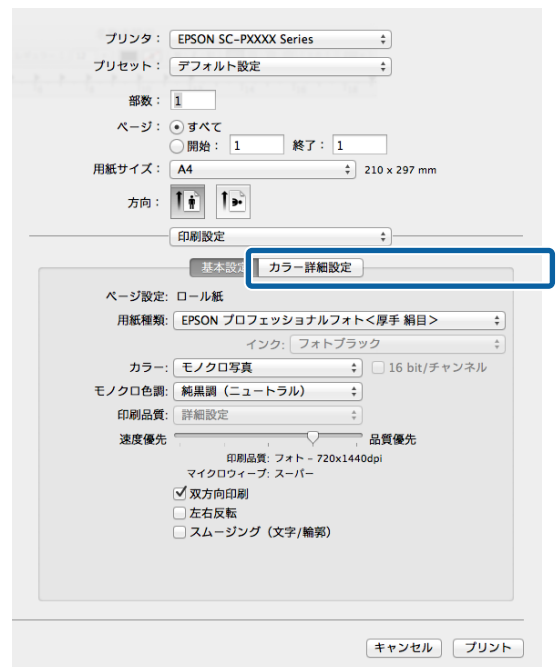 プリンタ： EPSON SC-PXXXX Series
プリセット： デフォルト設定
部数： 1
ページ： すべて
開始： 1 終了： 1
用紙サイズ： A4 210 x 297 mm
方向：
印刷設定
基本設定 カラー詳細設定
ページ設定: ロール紙
用紙種類: EPSON プロフェッショナルフォト<厚手 絹目>
インク: フォトブラック
カラー: モノクロ写真 16 bit/チャンネル
モノクロ色調: 純黒調（ニュートラル）
印刷品質: 詳細設定
速度優先 品質優先
印刷品質: フォト - 720x1440dpi
マイクロウィーブ: スーパー
双方向印刷
左右反転
スムージング（文字/輪郭）
キャンセル プリント